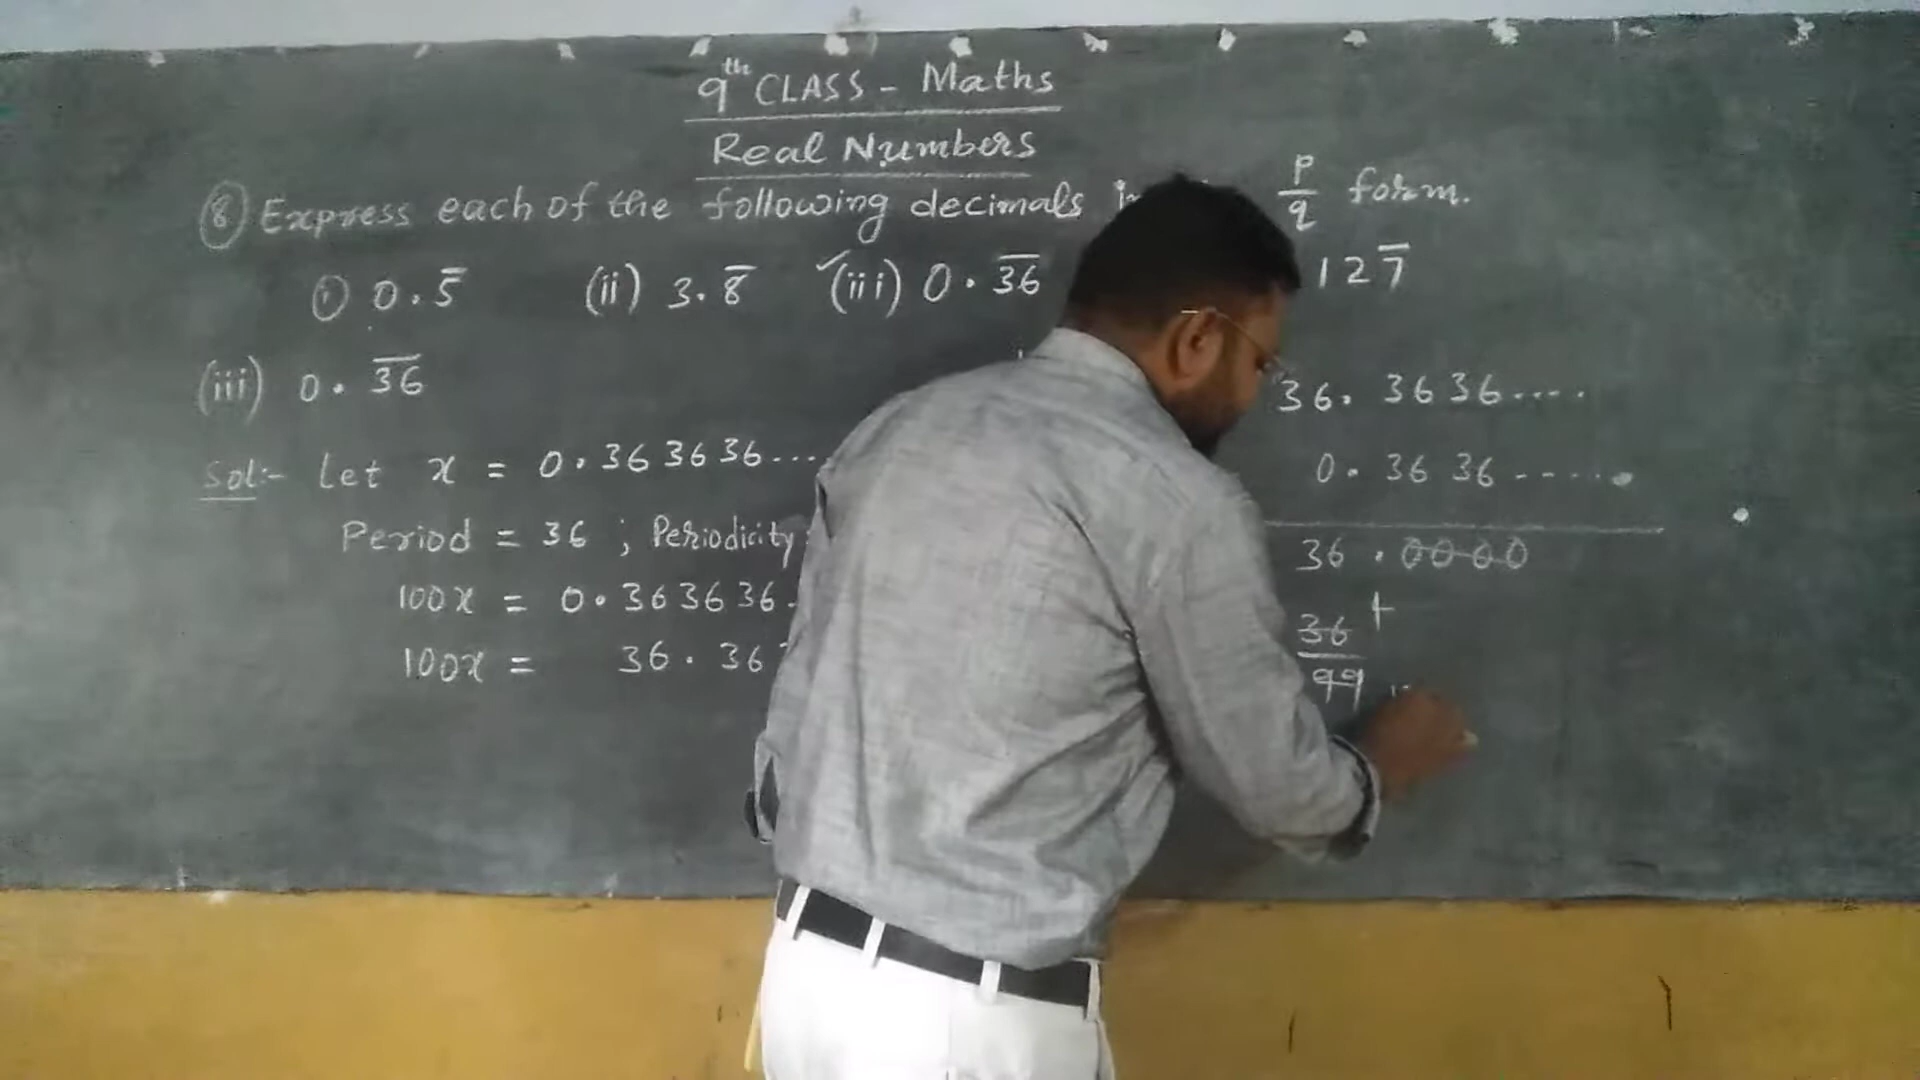 9th CLASS - Maths
Real Numbers
(8) Express each of the following decimals p/q form.
(i) 0.5̅ (ii) 3.8̅ ✓(iii) 0.3̅6̅ 127̅
(iii) 0.3̅6̅
Sol:- Let x = 0.363636...
Period = 36 ; Periodicity
100x = 0.363636.
100x = 36.36
36.3636....
0.3636-----.
36.0000
36
99